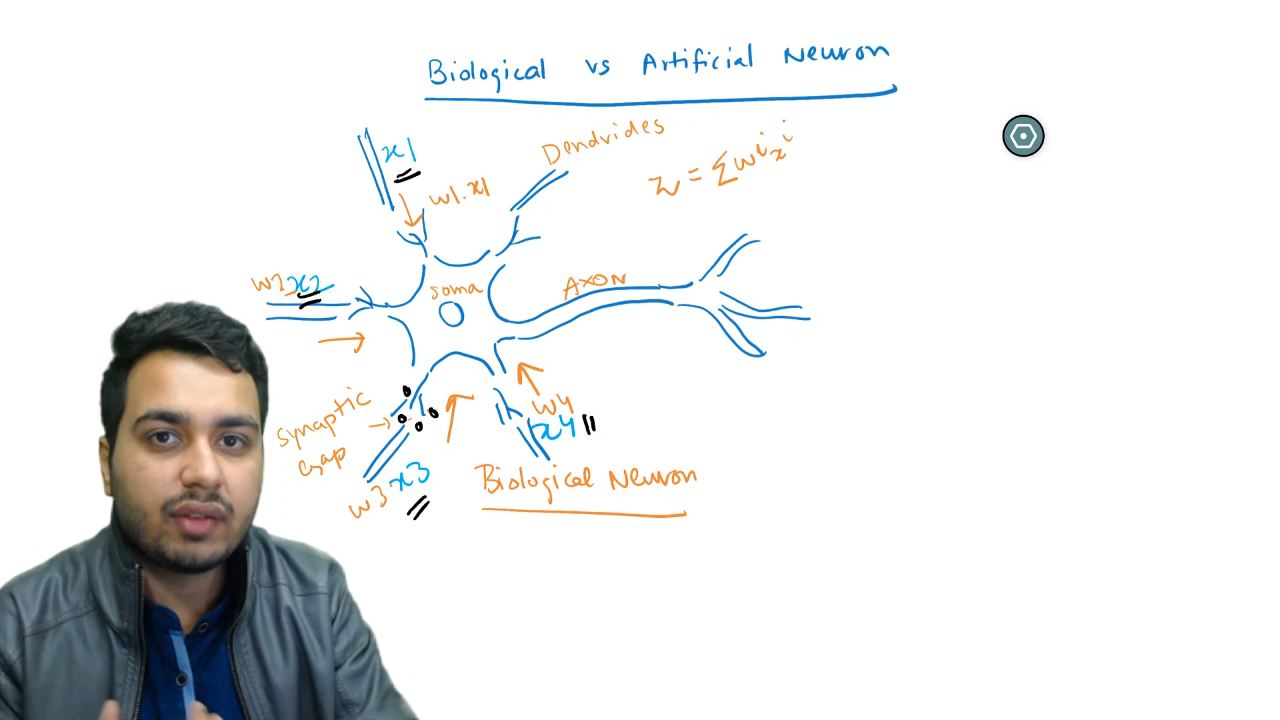 Biological vs Artificial Neuron
x1
Dendrides
w1.x1
z = ∑wⁱxⁱ
w2x2
soma
AXON
synaptic
Gap
w4
x4
w3.x3
Biological Neuron